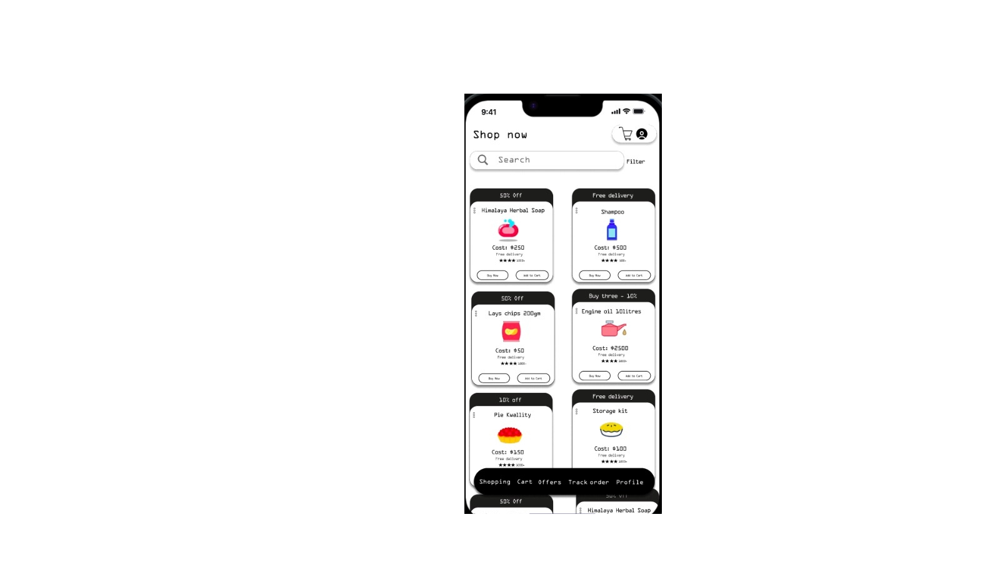 9:41
Shop now
Search
Filter
50% Off
Himalaya Herbal Soap
Cost: $250
Free delivery
★★★★ 1000+
Buy Now
Add to Cart
Free delivery
Shampoo
Cost: $500
Free delivery
★★★★ 500+
Buy Now
Add to Cart
50% Off
Lays chips 200gm
Cost: $50
Free delivery
★★★★ 1000+
Buy Now
Add to Cart
Buy three - 10%
Engine oil 10litres
Cost: $2500
Free delivery
★★★★ 1000+
Buy Now
Add to Cart
10% off
Pie Kwallity
Cost: $150
Free delivery
★★★★ 1000+
Free delivery
Storage kit
Cost: $100
Free delivery
★★★★ 1000+
Shopping Cart Offers Track order Profile
50% Off
50% Off
Himalaya Herbal Soap